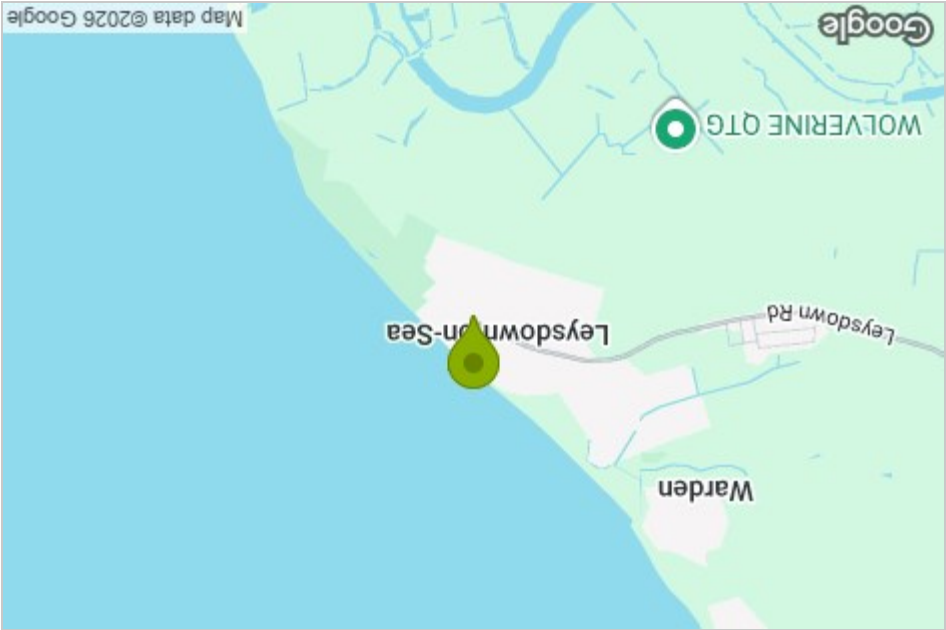 Warden
Leysdown Rd
Leysdown-on-Sea
WOLVERINE QTG
Google
Map data ©2026 Google